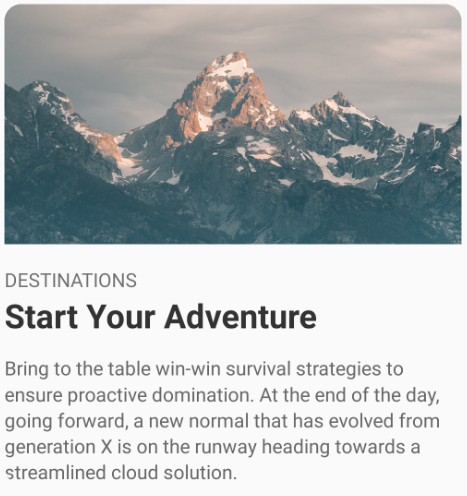 DESTINATIONS
Start Your Adventure
Bring to the table win-win survival strategies to
ensure proactive domination. At the end of the day,
going forward, a new normal that has evolved from
generation X is on the runway heading towards a
streamlined cloud solution.